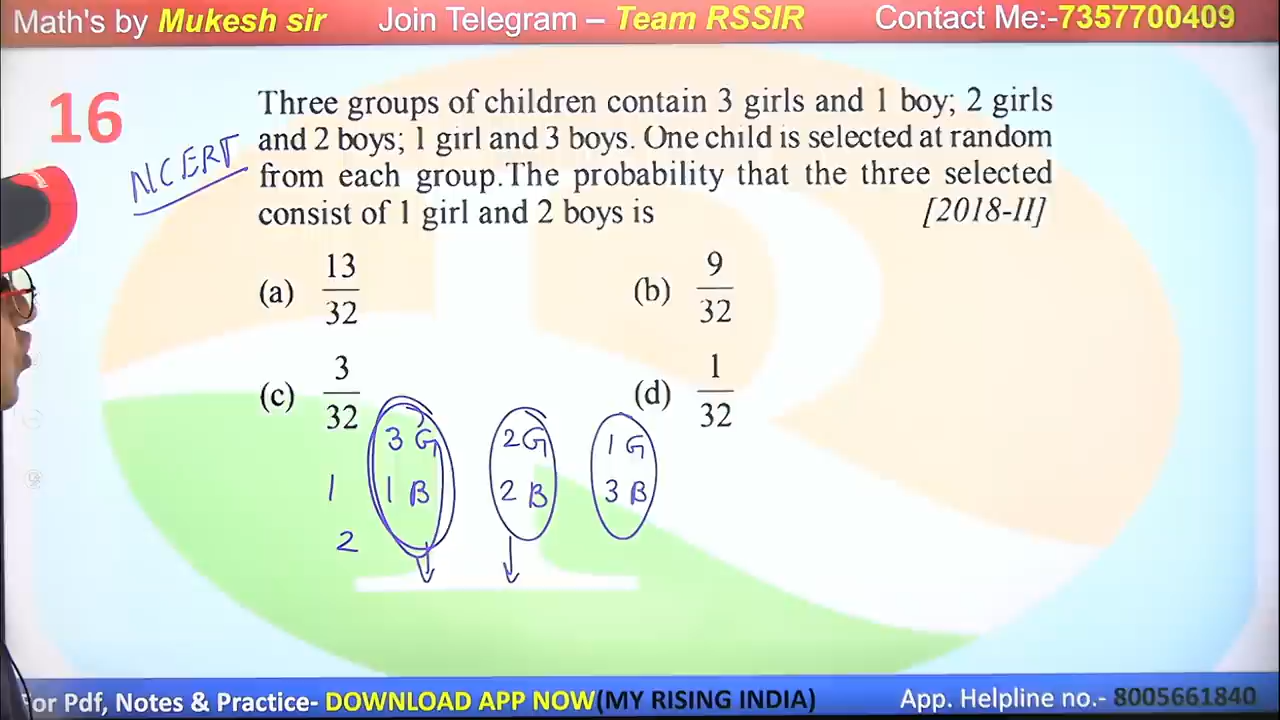 Math's by Mukesh sir Join Telegram – Team RSSIR Contact Me:-7357700409
16
NCERT
Three groups of children contain 3 girls and 1 boy; 2 girls
and 2 boys; 1 girl and 3 boys. One child is selected at random
from each group.The probability that the three selected
consist of 1 girl and 2 boys is [2018-II]
(a) 13/32 (b) 9/32
(c) 3/32 (d) 1/32
3 G 2G 1 G
1 1 B 2 B 3 B
2
or Pdf, Notes & Practice- DOWNLOAD APP NOW(MY RISING INDIA) App. Helpline no.- 8005661840